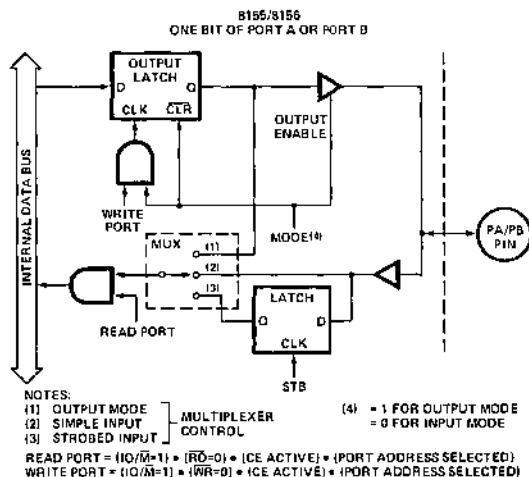 8155/8156
ONE BIT OF PORT A OR PORT B
OUTPUT
LATCH
D
Q
CLK
CLR
OUTPUT
ENABLE
WRITE
PORT
MODE(4)
INTERNAL DATA BUS
MUX
(1)
(2)
(3)
READ PORT
LATCH
Q
D
CLK
STB
PA/PB
PIN
NOTES:
(1) OUTPUT MODE
(2) SIMPLE INPUT
(3) STROBED INPUT
MULTIPLEXER
CONTROL
(4) = 1 FOR OUTPUT MODE
= 0 FOR INPUT MODE
READ PORT = (IO/M̅=1) • (R̅D̅=0) • (CE ACTIVE) • (PORT ADDRESS SELECTED)
WRITE PORT = (IO/M̅=1) • (W̅R̅=0) • (CE ACTIVE) • (PORT ADDRESS SELECTED)